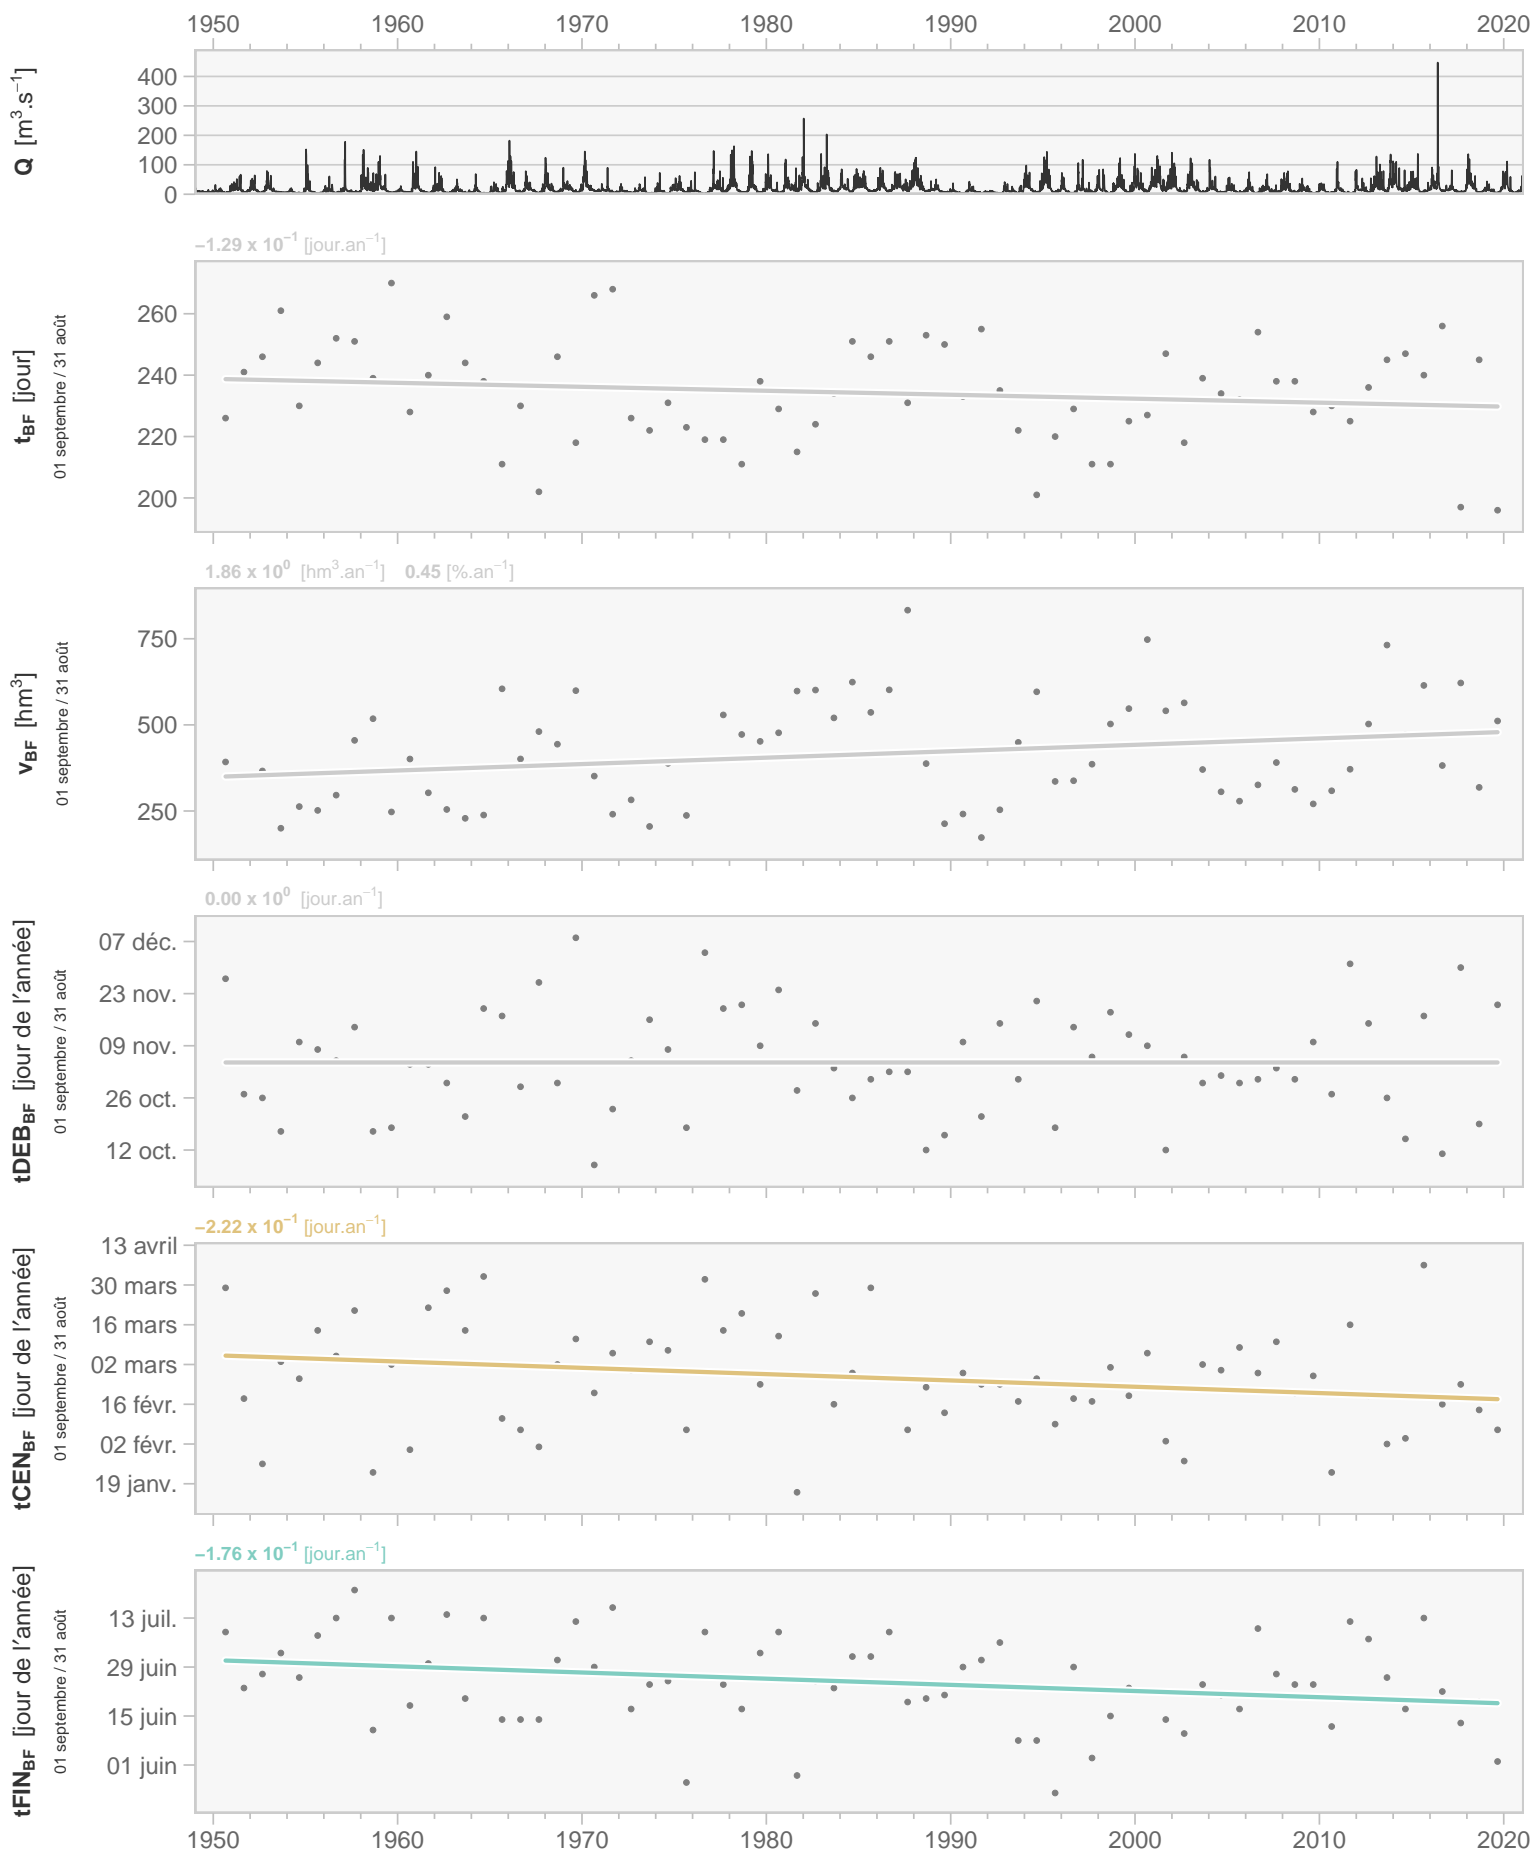 1950 1960 1970 1980 1990 2000 2010 2020
Q [m³.s⁻¹]
400
300
200
100
0
−1.29 x 10⁻¹ [jour.an⁻¹]
tBF [jour]
01 septembre / 31 août
260
240
220
200
1.86 x 10⁰ [hm³.an⁻¹] 0.45 [%.an⁻¹]
vBF [hm³]
01 septembre / 31 août
750
500
250
0.00 x 10⁰ [jour.an⁻¹]
tDEBBF [jour de l'année]
01 septembre / 31 août
07 déc.
23 nov.
09 nov.
26 oct.
12 oct.
−2.22 x 10⁻¹ [jour.an⁻¹]
tCENBF [jour de l'année]
01 septembre / 31 août
13 avril
30 mars
16 mars
02 mars
16 févr.
02 févr.
19 janv.
−1.76 x 10⁻¹ [jour.an⁻¹]
tFINBF [jour de l'année]
01 septembre / 31 août
13 juil.
29 juin
15 juin
01 juin
1950 1960 1970 1980 1990 2000 2010 2020